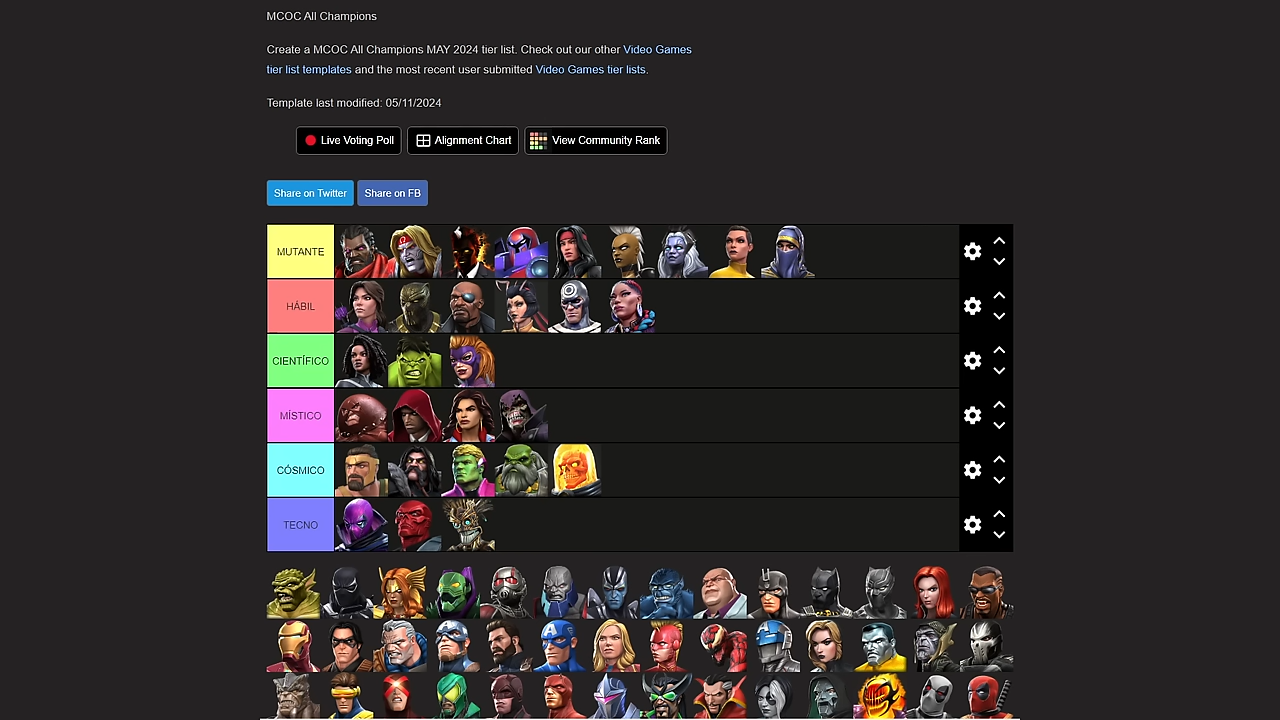 MCOC All Champions
Create a MCOC All Champions MAY 2024 tier list. Check out our other Video Games
tier list templates and the most recent user submitted Video Games tier lists.
Template last modified: 05/11/2024
Live Voting Poll
Alignment Chart
View Community Rank
Share on Twitter
Share on FB
MUTANTE
HÁBIL
CIENTÍFICO
MÍSTICO
CÓSMICO
TECNO